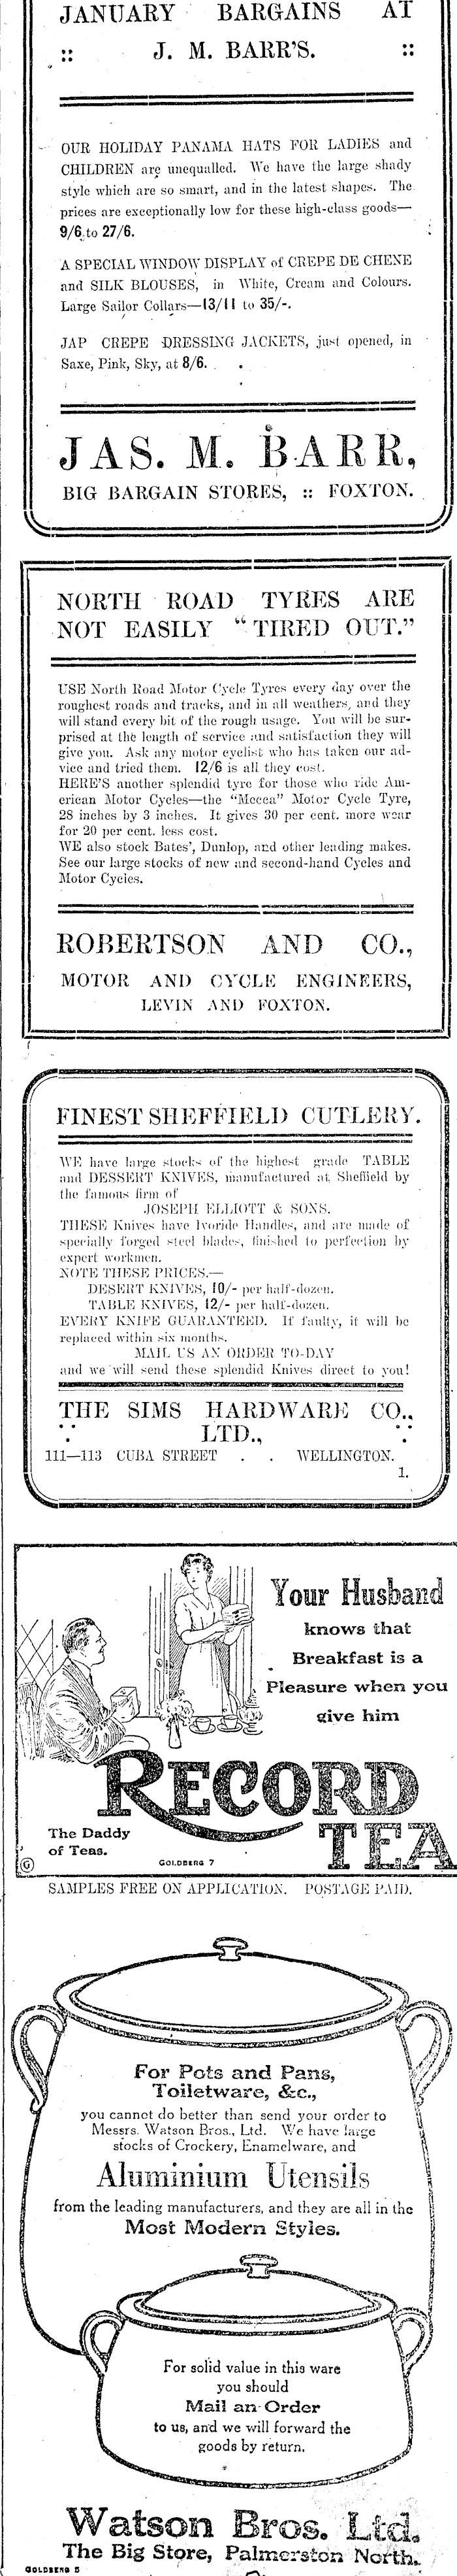 JANUARY BARGAINS AT
:: J. M. BARR'S. ::
OUR HOLIDAY PANAMA HATS FOR LADIES and
CHILDREN are unequalled. We have the large shady
style which are so smart, and in the latest shapes. The
prices are exceptionally low for these high-class goods—
9/6 to 27/6.
A SPECIAL WINDOW DISPLAY of CREPE DE CHENE
and SILK BLOUSES, in White, Cream and Colours.
Large Sailor Collars—13/11 to 35/-.
JAP CREPE DRESSING JACKETS, just opened, in
Saxe, Pink, Sky, at 8/6.
JAS. M. BARR,
BIG BARGAIN STORES, :: FOXTON.
NORTH ROAD TYRES ARE
NOT EASILY "TIRED OUT."
USE North Road Motor Cycle Tyres every day over the
roughest roads and tracks, and in all weathers, and they
will stand every bit of the rough usage. You will be sur-
prised at the length of service and satisfaction they will
give you. Ask any motor cyclist who has taken our ad-
vice and tried them. 12/6 is all they cost.
HERE'S another splendid tyre for those who ride Am-
erican Motor Cycles—the "Mecca" Motor Cycle Tyre,
28 inches by 3 inches. It gives 30 per cent. more wear
for 20 per cent. less cost.
WE also stock Bates', Dunlop, and other leading makes.
See our large stocks of new and second-hand Cycles and
Motor Cycles.
ROBERTSON AND CO.,
MOTOR AND CYCLE ENGINEERS,
LEVIN AND FOXTON.
FINEST SHEFFIELD CUTLERY.
WE have large stocks of the highest grade TABLE
and DESSERT KNIVES, manufactured at Sheffield by
the famous firm of
JOSEPH ELLIOTT & SONS.
THESE Knives have Ivoride Handles, and are made of
specially forged steel blades, finished to perfection by
expert workmen.
NOTE THESE PRICES.—
DESERT KNIVES, 10/- per half-dozen.
TABLE KNIVES, 12/- per half-dozen.
EVERY KNIFE GUARANTEED. If faulty, it will be
replaced within six months.
MAIL US AN ORDER TO-DAY
and we will send these splendid Knives direct to you!
THE SIMS HARDWARE CO.,
LTD.,
111—113 CUBA STREET . . WELLINGTON.
1.
Your Husband
knows that
Breakfast is a
Pleasure when you
give him
RECORD
TEA
The Daddy
of Teas.
GOLDBERG 7
G
SAMPLES FREE ON APPLICATION. POSTAGE PAID.
For Pots and Pans,
Toiletware, &c.,
you cannot do better than send your order to
Messrs. Watson Bros., Ltd. We have large
stocks of Crockery, Enamelware, and
Aluminium Utensils
from the leading manufacturers, and they are all in the
Most Modern Styles.
For solid value in this ware
you should
Mail an Order
to us, and we will forward the
goods by return.
Watson Bros. Ltd.
The Big Store, Palmerston North.
GOLDBERG 5